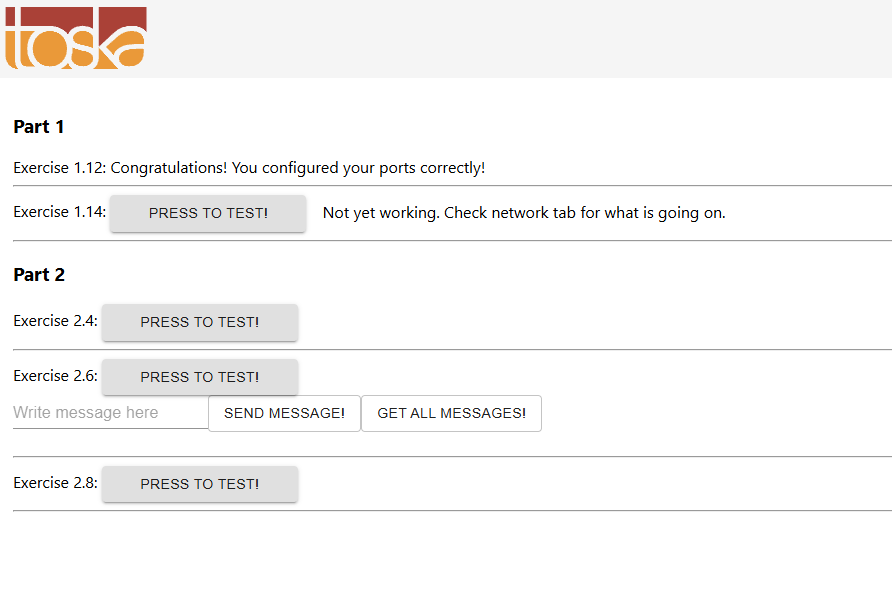 toska
Part 1
Exercise 1.12: Congratulations! You configured your ports correctly!
Exercise 1.14: PRESS TO TEST! Not yet working. Check network tab for what is going on.
Part 2
Exercise 2.4: PRESS TO TEST!
Exercise 2.6: PRESS TO TEST!
Write message here SEND MESSAGE! GET ALL MESSAGES!
Exercise 2.8: PRESS TO TEST!